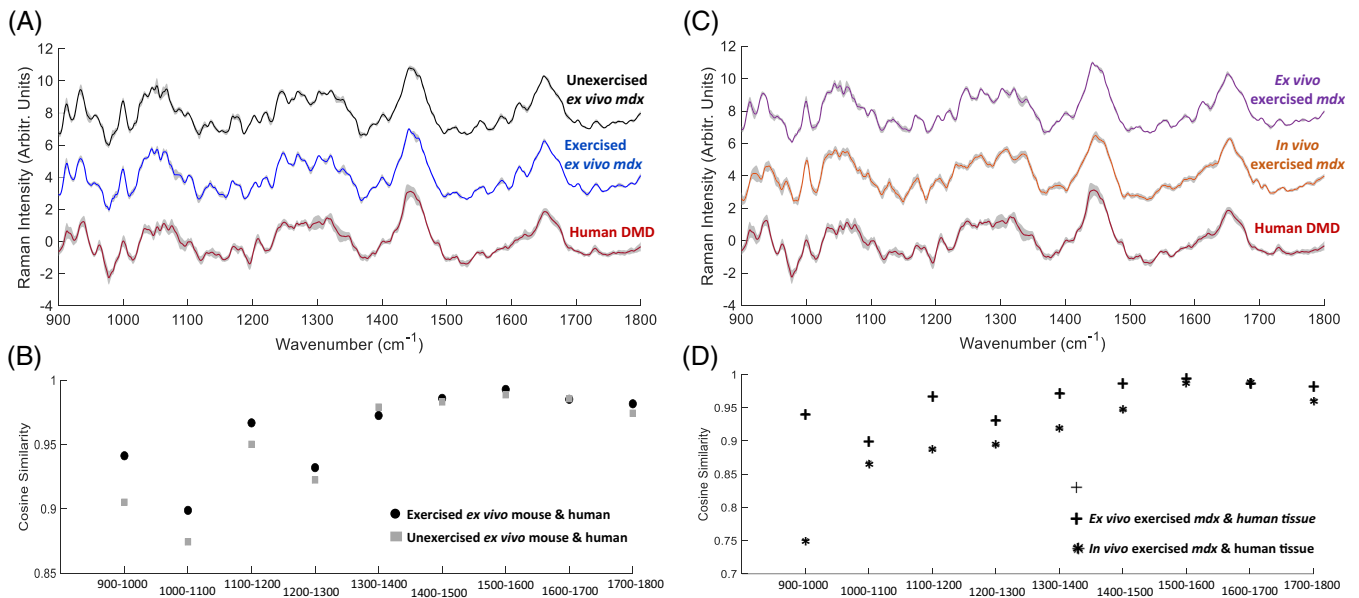 (A)
12
10
8
6
4
2
0
-2
-4
Raman Intensity (Arbitr. Units)
Unexercised
ex vivo mdx
Exercised
ex vivo mdx
Human DMD
900 1000 1100 1200 1300 1400 1500 1600 1700 1800
Wavenumber (cm-1)
(C)
12
10
8
6
4
2
0
-2
-4
Raman Intensity (Arbitr. Units)
Ex vivo
exercised mdx
In vivo
exercised mdx
Human DMD
900 1000 1100 1200 1300 1400 1500 1600 1700 1800
Wavenumber (cm-1)
(B)
1
0.95
0.9
0.85
Cosine Similarity
Exercised ex vivo mouse & human
Unexercised ex vivo mouse & human
900-1000 1000-1100 1100-1200 1200-1300 1300-1400 1400-1500 1500-1600 1600-1700 1700-1800
(D)
1
0.95
0.9
0.85
0.8
0.75
0.7
Cosine Similarity
Ex vivo exercised mdx & human tissue
In vivo exercised mdx & human tissue
900-1000 1000-1100 1100-1200 1200-1300 1300-1400 1400-1500 1500-1600 1600-1700 1700-1800